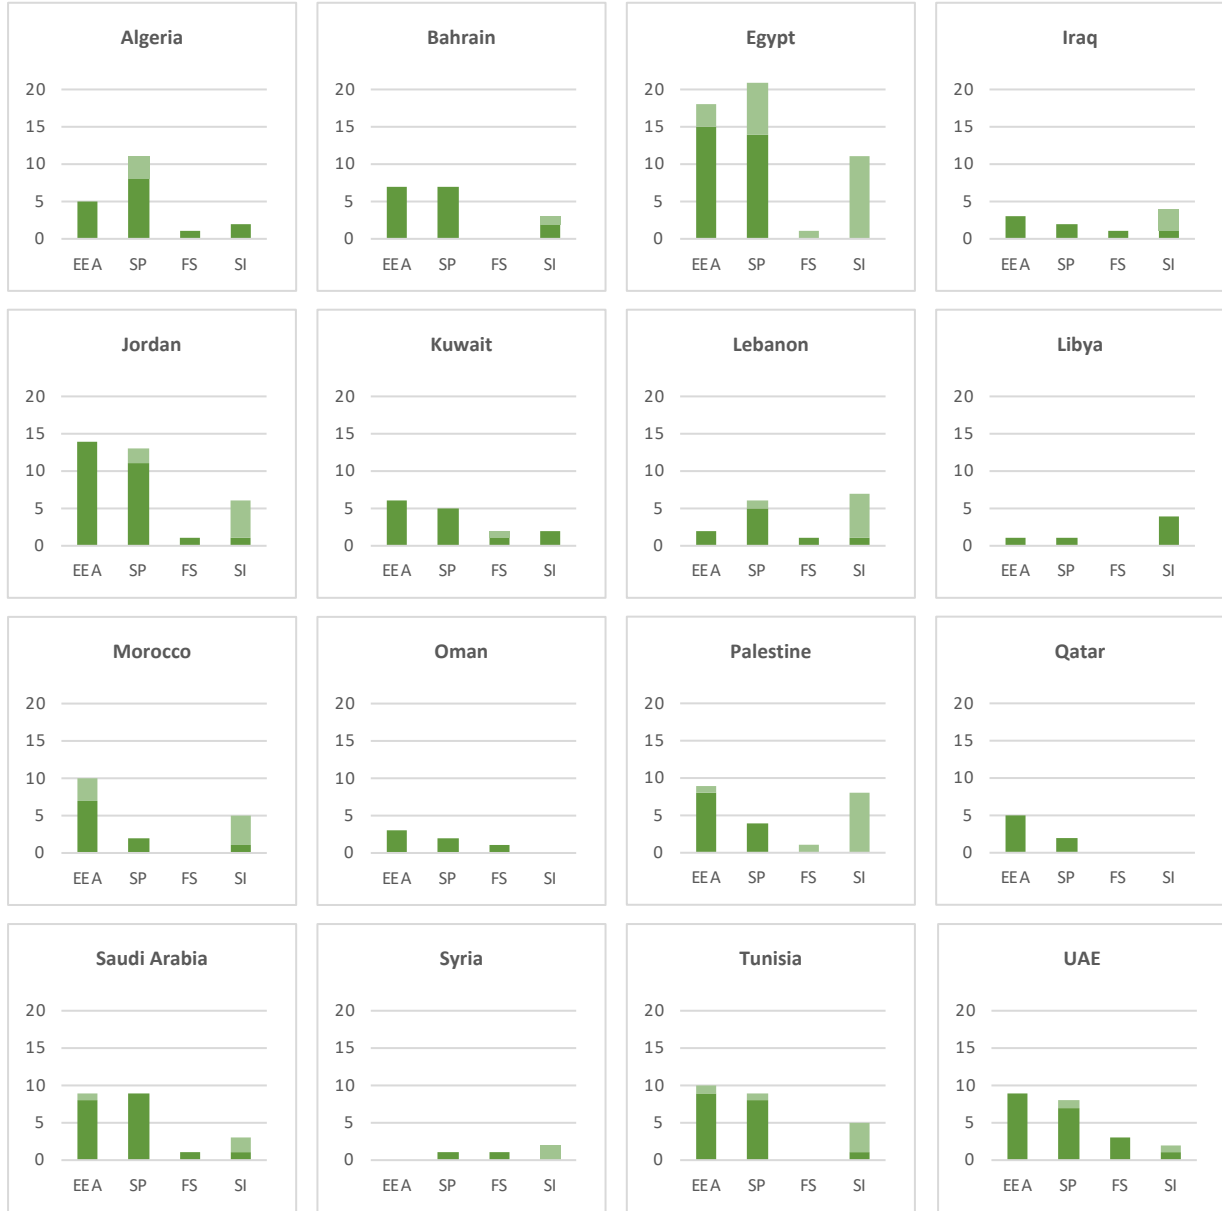 Algeria
20
15
10
5
0
EEA SP FS SI
Bahrain
20
15
10
5
0
EEA SP FS SI
Egypt
20
15
10
5
0
EEA SP FS SI
Iraq
20
15
10
5
0
EEA SP FS SI
Jordan
20
15
10
5
0
EEA SP FS SI
Kuwait
20
15
10
5
0
EEA SP FS SI
Lebanon
20
15
10
5
0
EEA SP FS SI
Libya
20
15
10
5
0
EEA SP FS SI
Morocco
20
15
10
5
0
EEA SP FS SI
Oman
20
15
10
5
0
EEA SP FS SI
Palestine
20
15
10
5
0
EEA SP FS SI
Qatar
20
15
10
5
0
EEA SP FS SI
Saudi Arabia
20
15
10
5
0
EEA SP FS SI
Syria
20
15
10
5
0
EEA SP FS SI
Tunisia
20
15
10
5
0
EEA SP FS SI
UAE
20
15
10
5
0
EEA SP FS SI